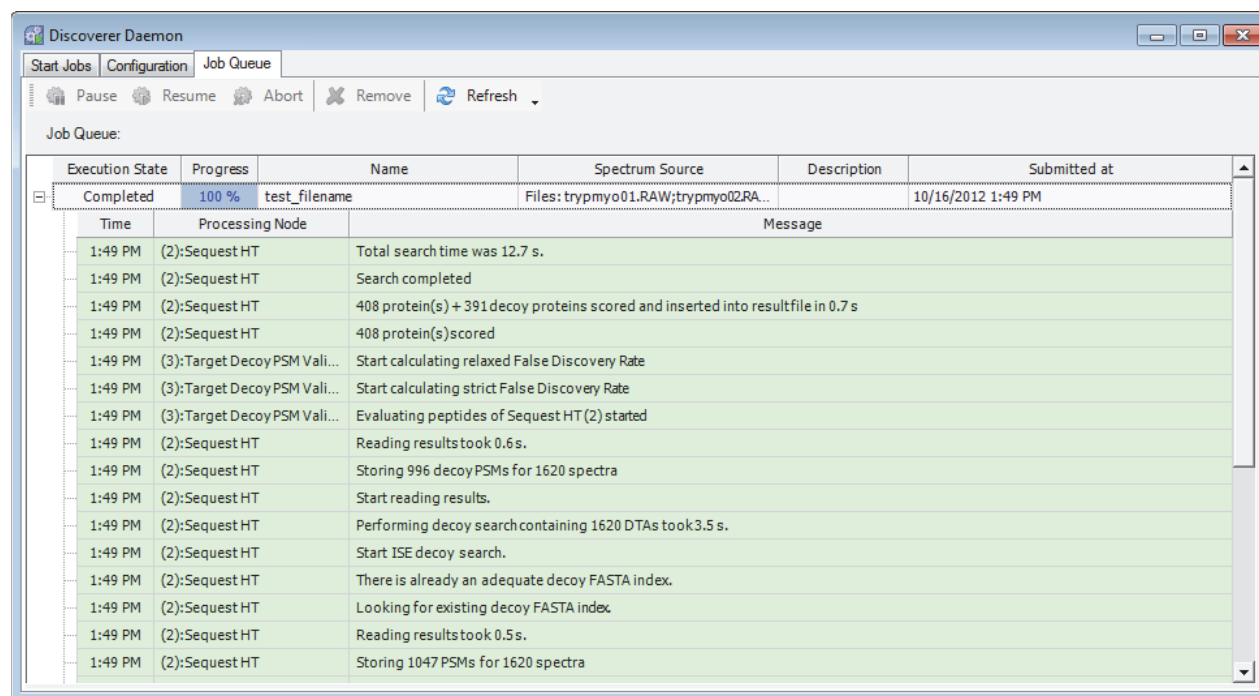 Discoverer Daemon
Start Jobs Configuration Job Queue
Pause Resume Abort Remove Refresh
Job Queue:
Execution State Progress Name Spectrum Source Description Submitted at
Completed 100 % test_filename Files: trypmyo01.RAW;trypmyo02.RA... 10/16/2012 1:49 PM
Time Processing Node Message
1:49 PM (2):Sequest HT Total search time was 12.7 s.
1:49 PM (2):Sequest HT Search completed
1:49 PM (2):Sequest HT 408 protein(s) + 391 decoy proteins scored and inserted into result file in 0.7 s
1:49 PM (2):Sequest HT 408 protein(s) scored
1:49 PM (3):Target Decoy PSM Vali... Start calculating relaxed False Discovery Rate
1:49 PM (3):Target Decoy PSM Vali... Start calculating strict False Discovery Rate
1:49 PM (3):Target Decoy PSM Vali... Evaluating peptides of Sequest HT (2) started
1:49 PM (2):Sequest HT Reading results took 0.6 s.
1:49 PM (2):Sequest HT Storing 996 decoy PSMs for 1620 spectra
1:49 PM (2):Sequest HT Start reading results.
1:49 PM (2):Sequest HT Performing decoy search containing 1620 DTAs took 3.5 s.
1:49 PM (2):Sequest HT Start ISE decoy search.
1:49 PM (2):Sequest HT There is already an adequate decoy FASTA index.
1:49 PM (2):Sequest HT Looking for existing decoy FASTA index.
1:49 PM (2):Sequest HT Reading results took 0.5 s.
1:49 PM (2):Sequest HT Storing 1047 PSMs for 1620 spectra